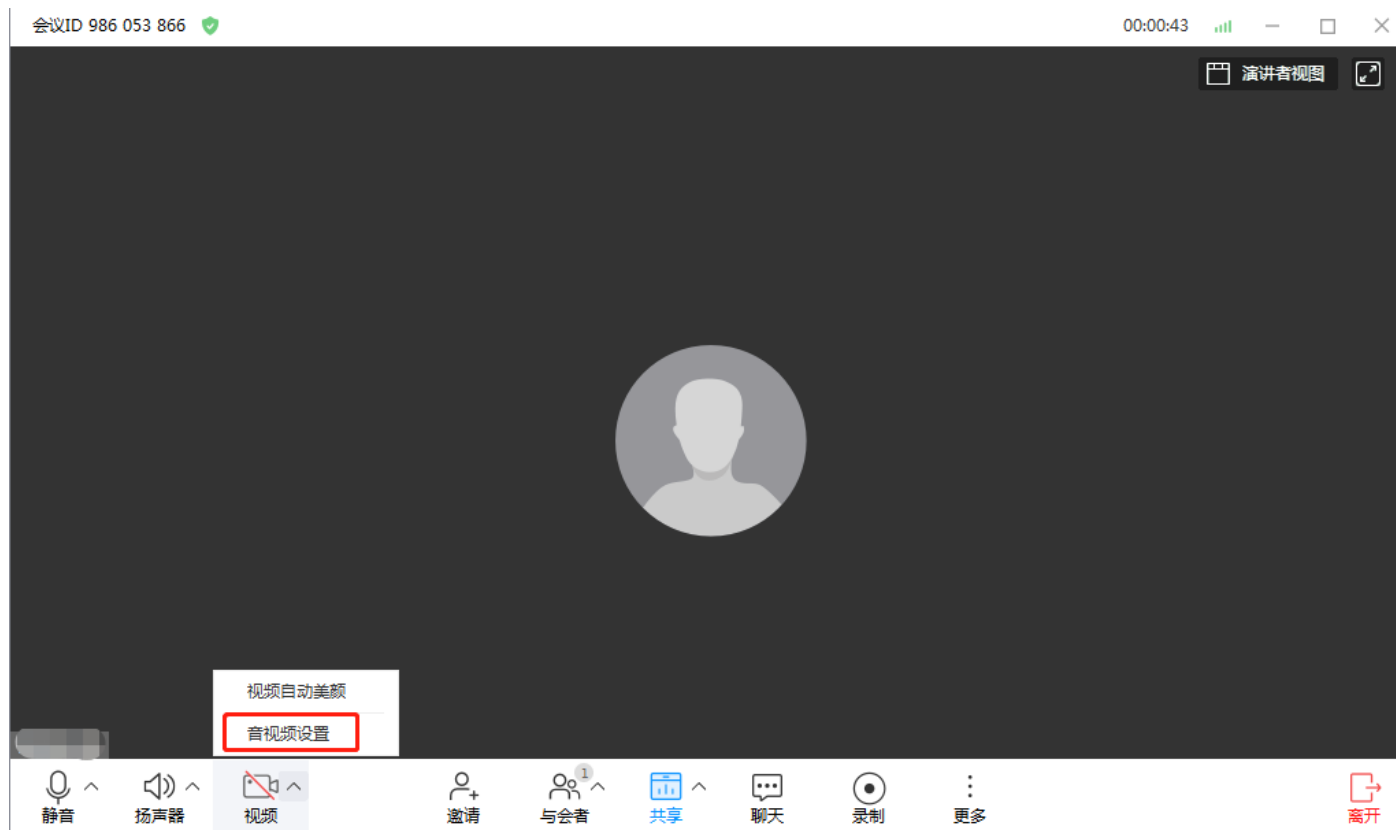 会议ID 986 053 866
00:00:43
演讲者视图
视频自动美颜
音视频设置
1
静音
扬声器
视频
邀请
与会者
共享
聊天
录制
更多
离开